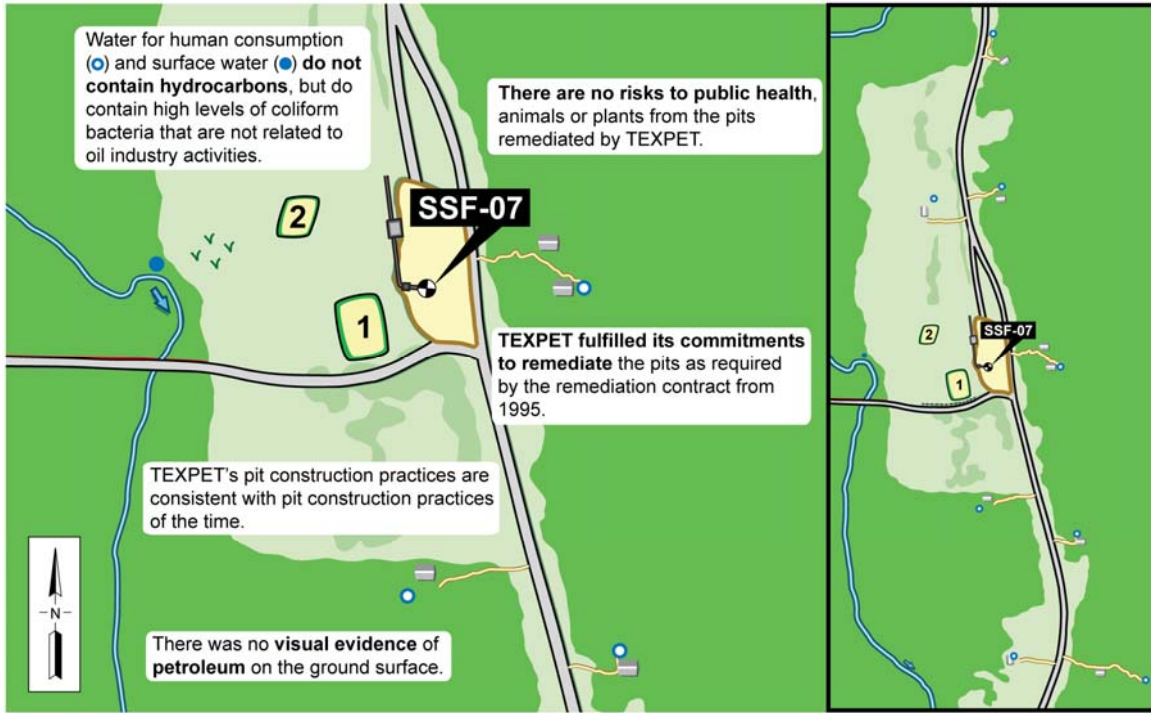 Water for human consumption
( ) and surface water ( ) do not
contain hydrocarbons, but do
contain high levels of coliform
bacteria that are not related to
oil industry activities.
There are no risks to public health,
animals or plants from the pits
remediated by TEXPET.
2
SSF-07
1
TEXPET fulfilled its commitments
to remediate the pits as required
by the remediation contract from
1995.
TEXPET's pit construction practices are
consistent with pit construction practices
of the time.
N
There was no visual evidence of
petroleum on the ground surface.
2
SSF-07
1